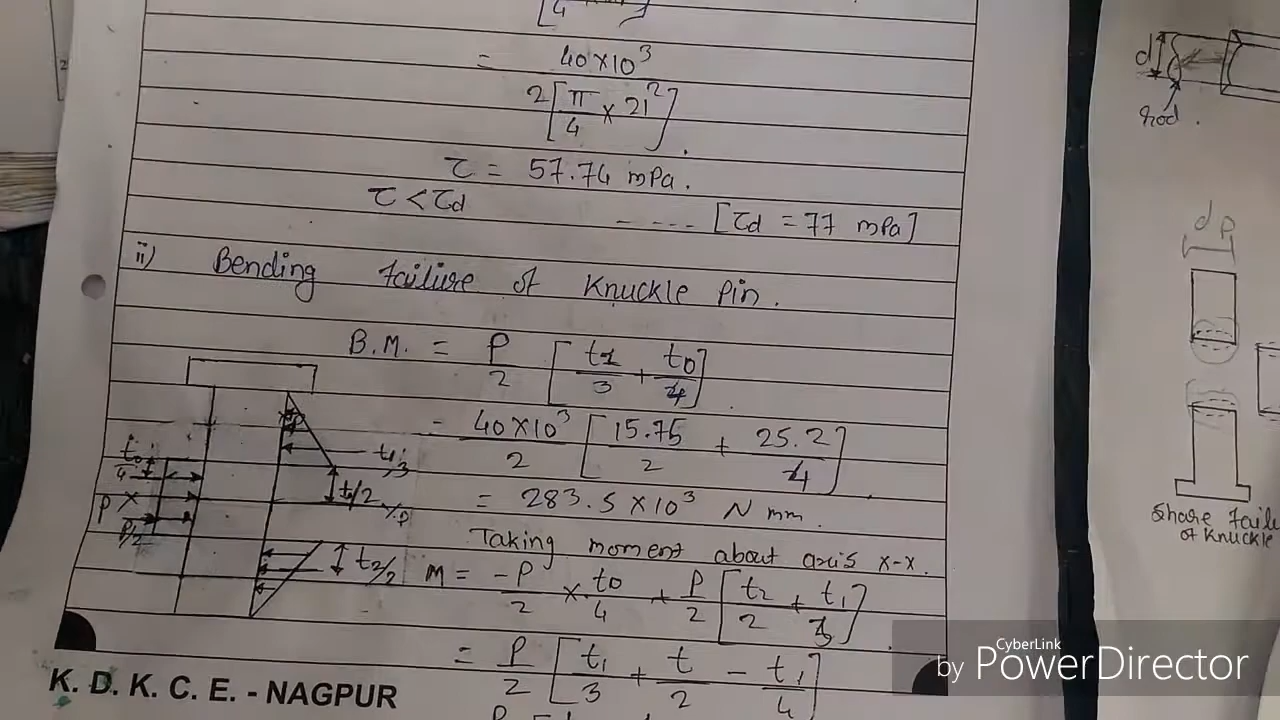 = 40×10³
2[π/4 × 21²].
τ = 57.74 mPa.
τ < τd ---- [τd = 77 mPa]
ii) Bending failure of Knuckle Pin.
B.M. = P/2 [t1/3 + t0/4]
= 40×10³/2 [15.75/2 + 25.2/4].
= 283.5×10³ N mm.
Taking moment about axis x-x.
M = -P/2 × t0/4 + P/2 [t2/2 + t1/3].
= P/2 [t1/3 + t/2 - t1/4]
t0/4
P X
P/2
t1/3
t1/2
t2/2
K. D. K. C. E. - NAGPUR
d
rod.
dp
Share failu
of Knuckle
CyberLink
by PowerDirector